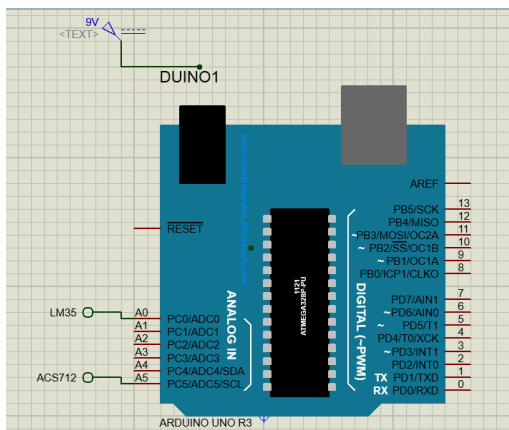 9V
<TEXT>
DUINO1
microcontrolandos.blogspot.com
AREF
RESET
PB5/SCK 13
PB4/MISO 12
~PB3/MOSI/OC2A 11
~ PB2/SS/OC1B 10
~ PB1/OC1A 9
PB0/ICP1/CLKO 8
1121
ATMEGA328P-PU
ANALOG IN
DIGITAL (~PWM)
PD7/AIN1 7
~ PD6/AIN0 6
~ PD5/T1 5
PD4/T0/XCK 4
~ PD3/INT1 3
PD2/INT0 2
TX PD1/TXD 1
RX PD0/RXD 0
LM35 A0 PC0/ADC0
A1 PC1/ADC1
A2 PC2/ADC2
A3 PC3/ADC3
A4 PC4/ADC4/SDA
ACS712 A5 PC5/ADC5/SCL
ARDUINO UNO R3